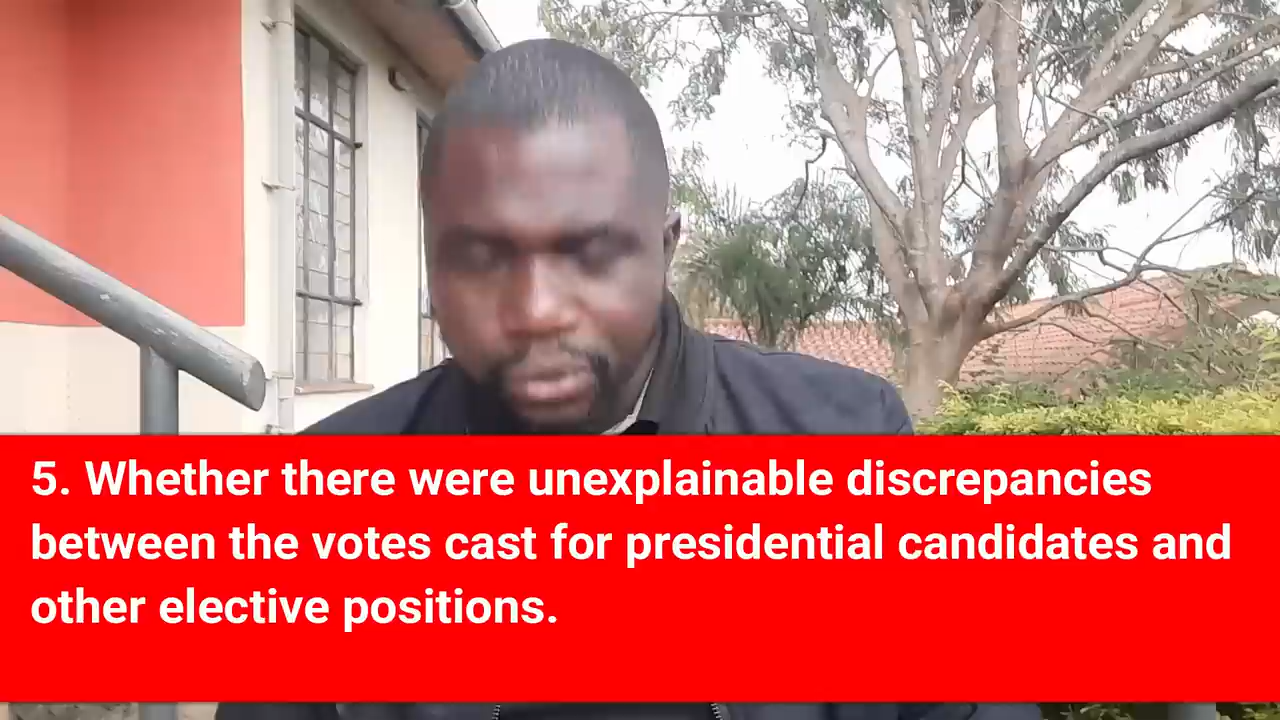 5. Whether there were unexplainable discrepancies
between the votes cast for presidential candidates and
other elective positions.